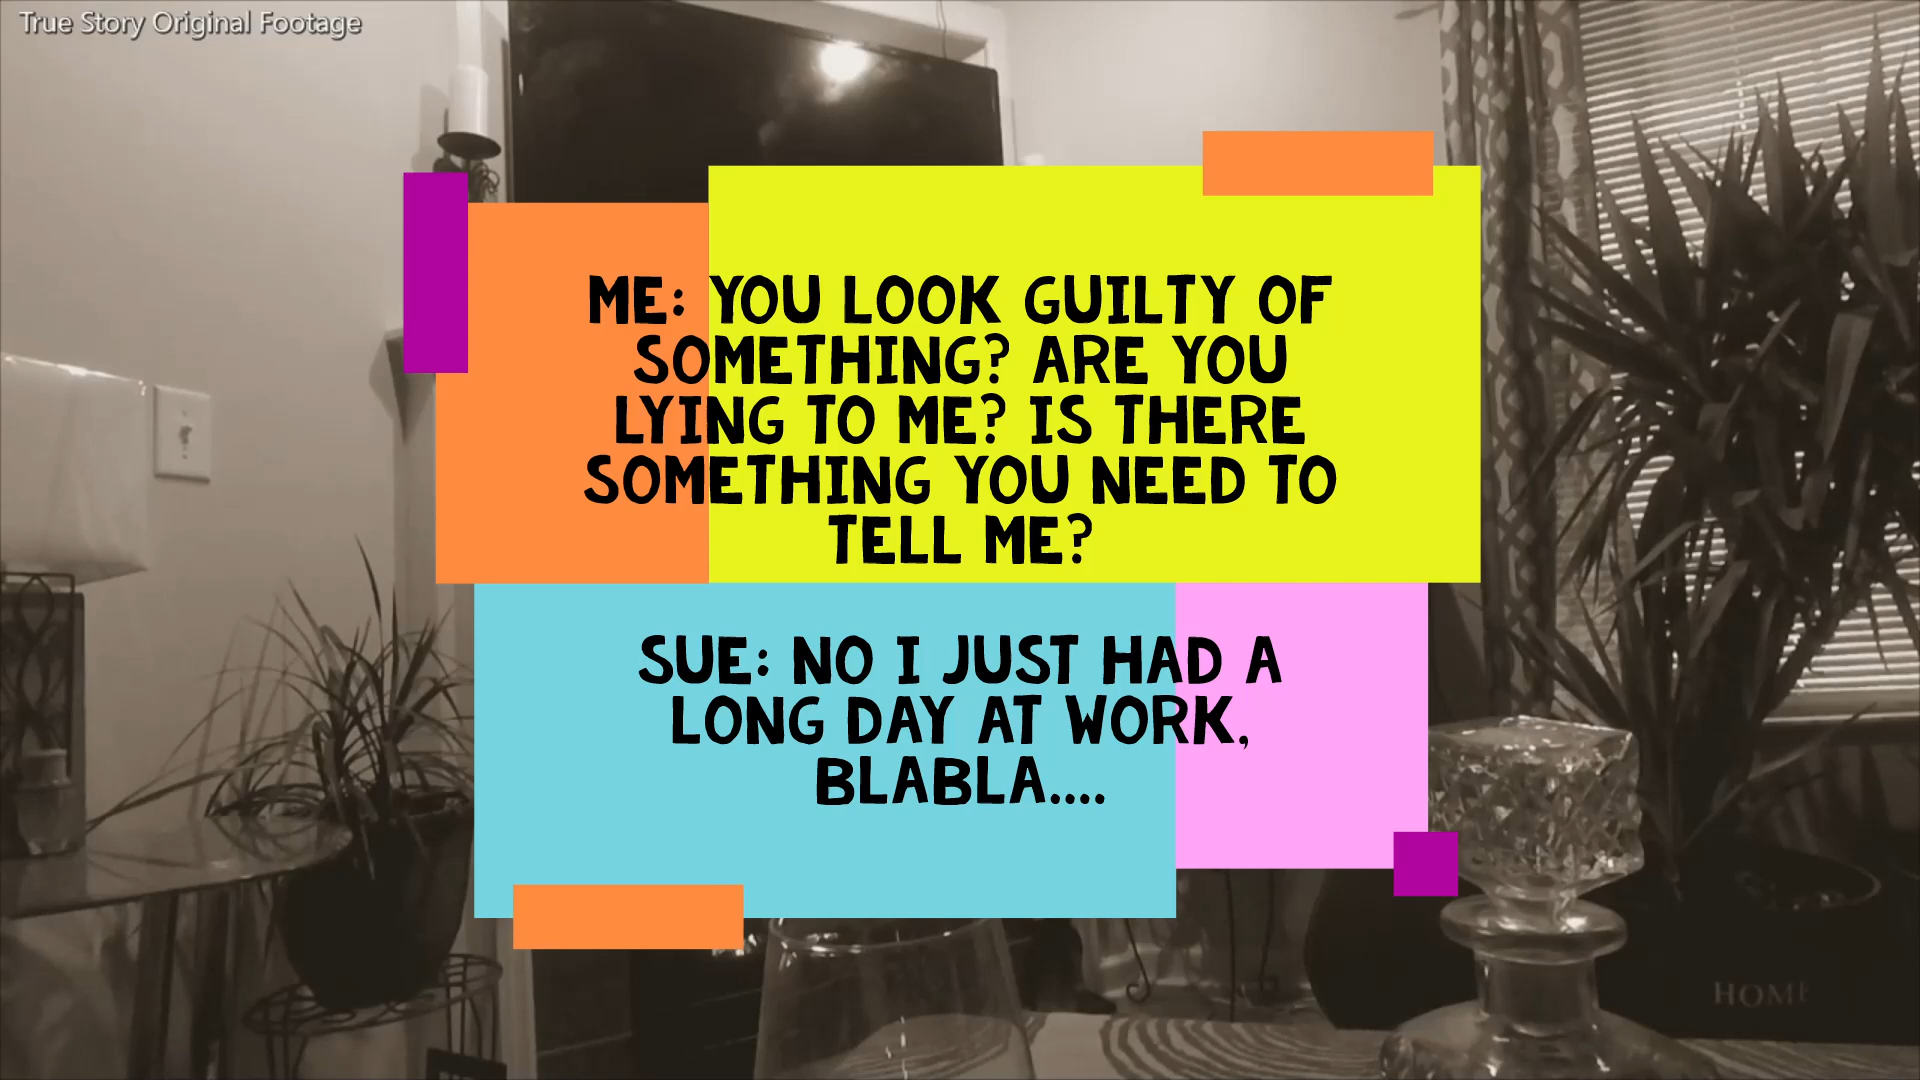 True Story Original Footage
ME: YOU LOOK GUILTY OF
SOMETHING? ARE YOU
LYING TO ME? IS THERE
SOMETHING YOU NEED TO
TELL ME?
SUE: NO I JUST HAD A
LONG DAY AT WORK,
BLABLA....
HOME